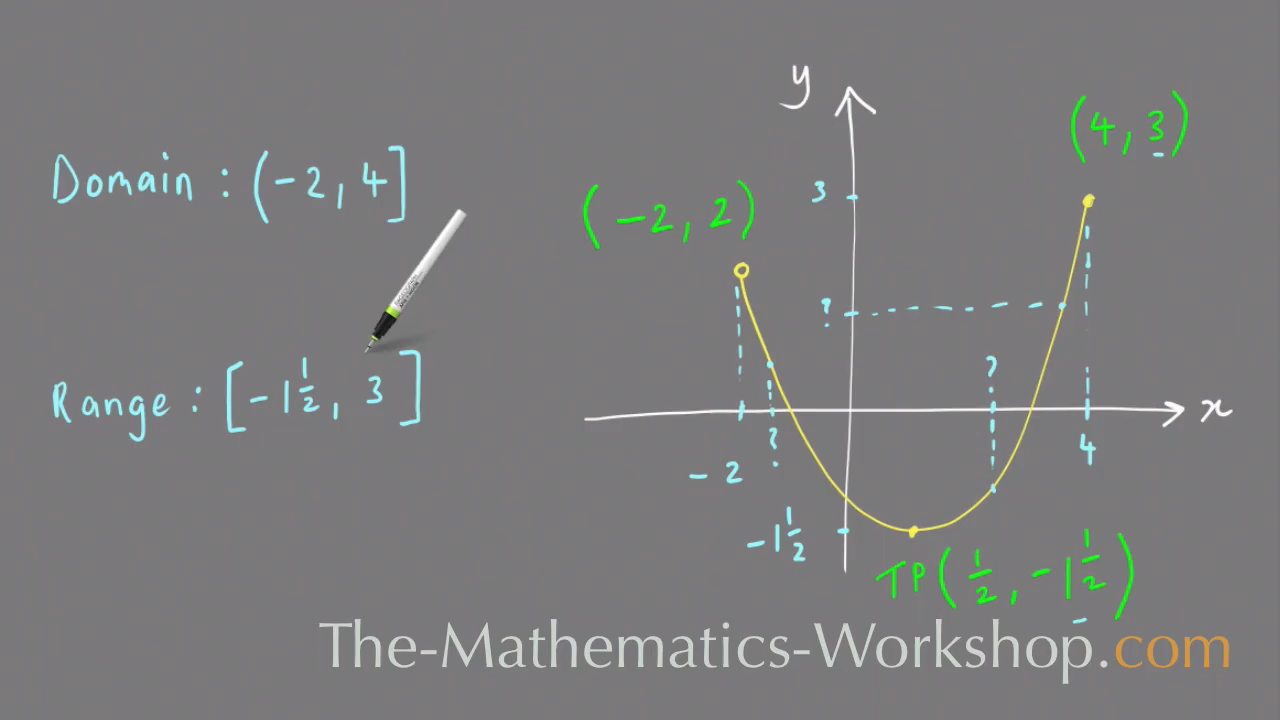 Domain : (-2, 4]
Range : [-1½, 3]
y
(4, 3)
3
(-2, 2)
?
?
x
?
-2
4
-1½
TP(½, -1½)
The-Mathematics-Workshop.com